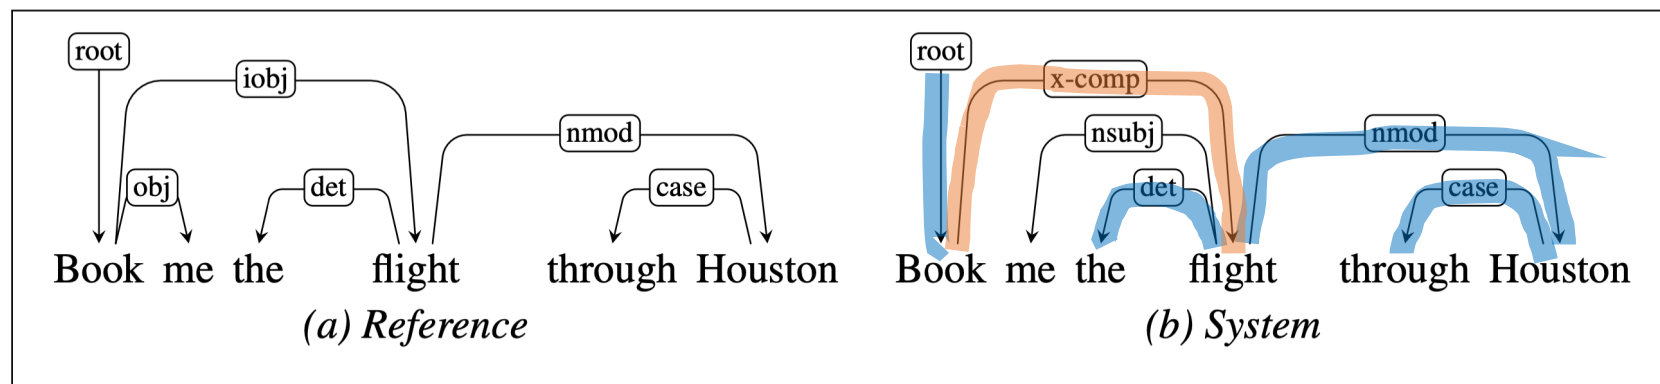 root root
iobj x-comp
nmod nsubj nmod
obj det case det case
Book me the flight through Houston Book me the flight through Houston
(a) Reference (b) System